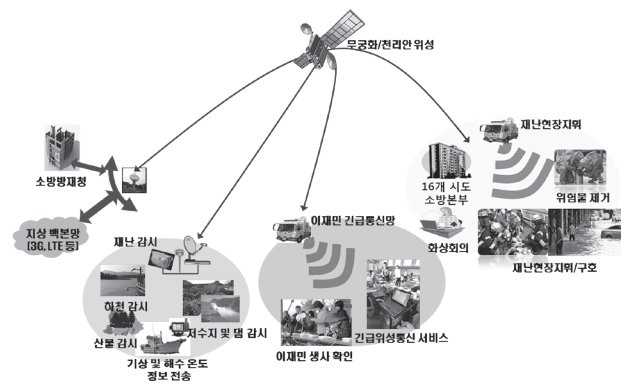 무궁화/천리안 위성
소방방재청
지상 백본망
(3G, LTE 등)
재난 감시
하천 감시
저수지 및 댐 감시
산불 감시
기상 및 해수 온도
정보 전송
이재민 긴급통신망
이재민 생사 확인
긴급위성통신 서비스
재난현장지휘
16개 시도
소방본부
화상회의
위험물 제거
재난현장지휘/구호